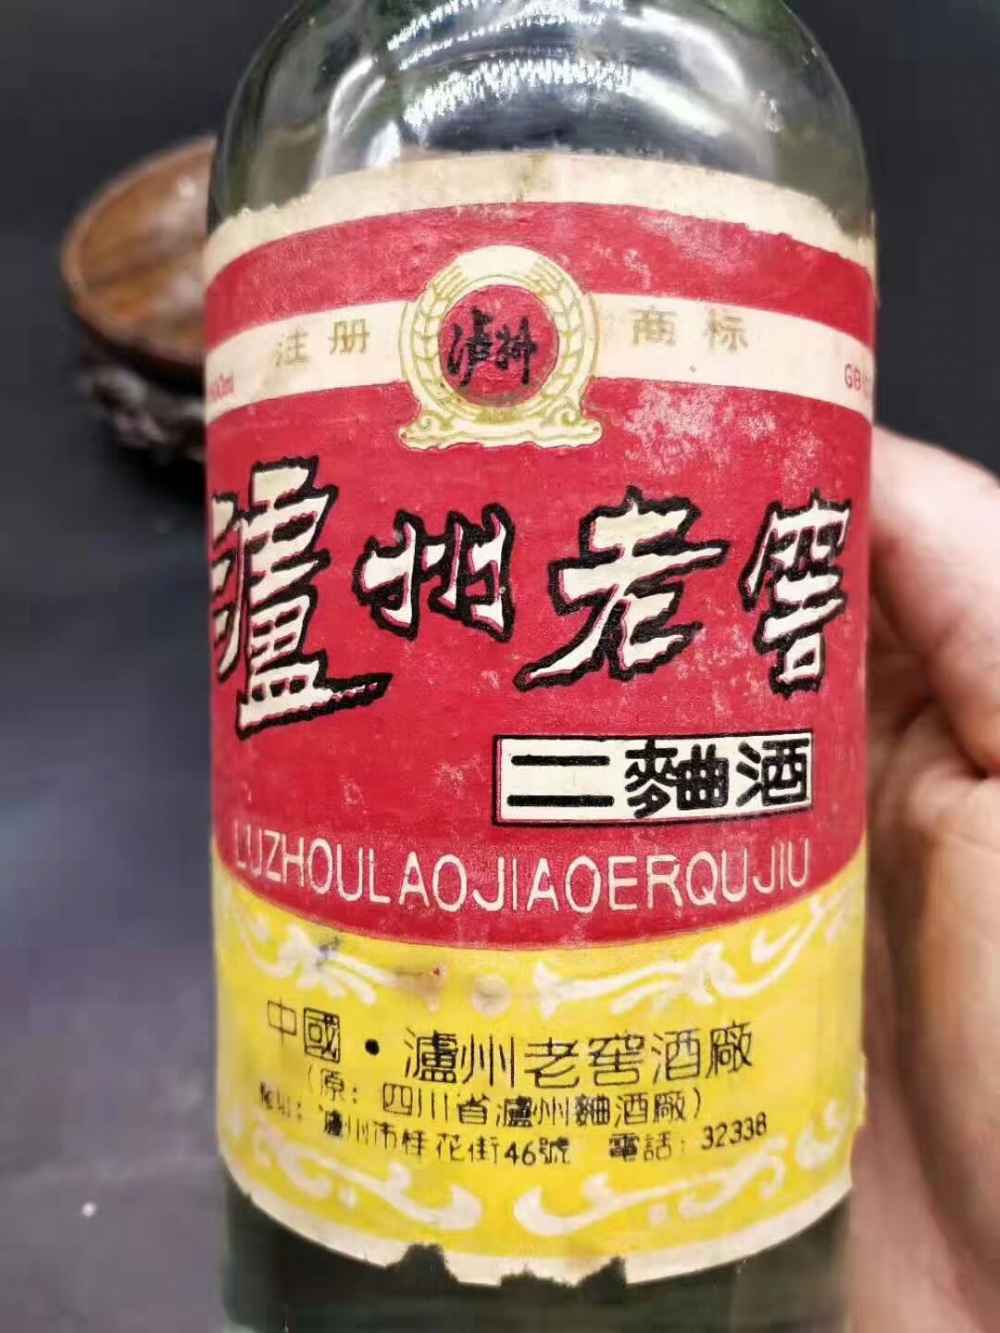 注册 商标
泸州
GB
瀘州老窖
二麯酒
LUZHOULAOJIAOERQUJIU
中國・瀘州老窖酒廠
(原：四川省瀘州麯酒廠)
瀘州市桂花街46號 電話：32338